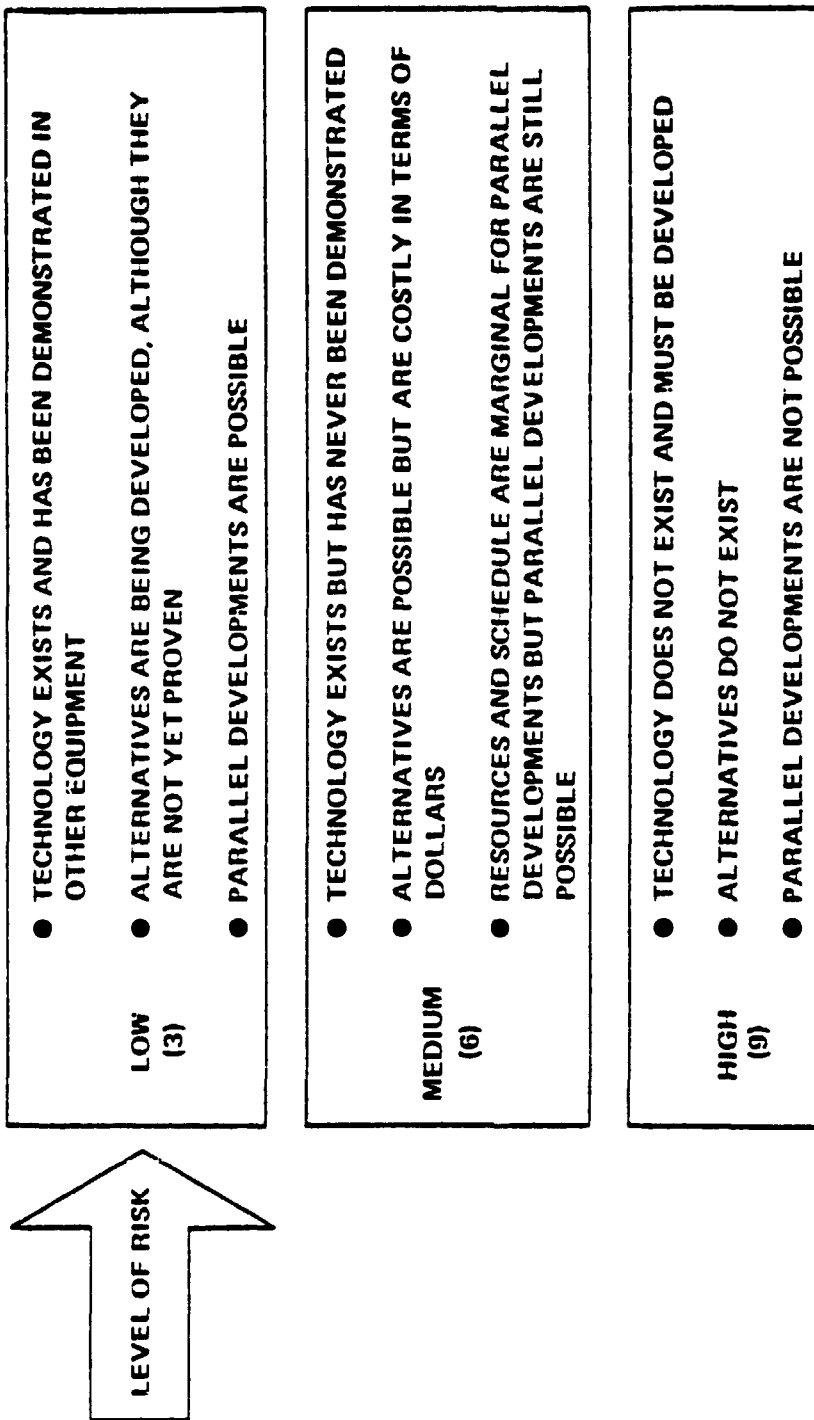 LEVEL OF RISK
LOW
(3)
● TECHNOLOGY EXISTS AND HAS BEEN DEMONSTRATED IN
OTHER EQUIPMENT
● ALTERNATIVES ARE BEING DEVELOPED, ALTHOUGH THEY
ARE NOT YET PROVEN
● PARALLEL DEVELOPMENTS ARE POSSIBLE
MEDIUM
(6)
● TECHNOLOGY EXISTS BUT HAS NEVER BEEN DEMONSTRATED
● ALTERNATIVES ARE POSSIBLE BUT ARE COSTLY IN TERMS OF
DOLLARS
● RESOURCES AND SCHEDULE ARE MARGINAL FOR PARALLEL
DEVELOPMENTS BUT PARALLEL DEVELOPMENTS ARE STILL
POSSIBLE
HIGH
(9)
● TECHNOLOGY DOES NOT EXIST AND MUST BE DEVELOPED
● ALTERNATIVES DO NOT EXIST
● PARALLEL DEVELOPMENTS ARE NOT POSSIBLE